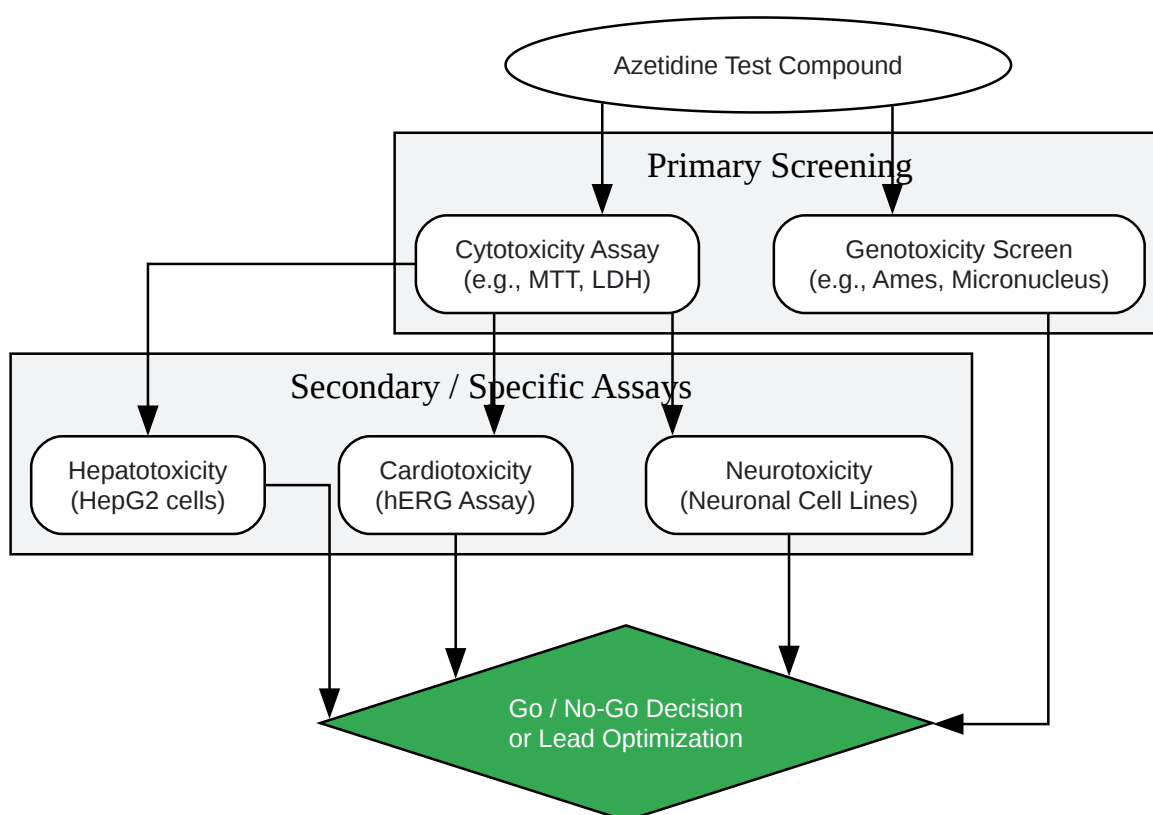 Azetidine Test Compound
Primary Screening
Cytotoxicity Assay
(e.g., MTT, LDH)
Genotoxicity Screen
(e.g., Ames, Micronucleus)
Secondary / Specific Assays
Hepatotoxicity
(HepG2 cells)
Cardiotoxicity
(hERG Assay)
Neurotoxicity
(Neuronal Cell Lines)
Go / No-Go Decision
or Lead Optimization